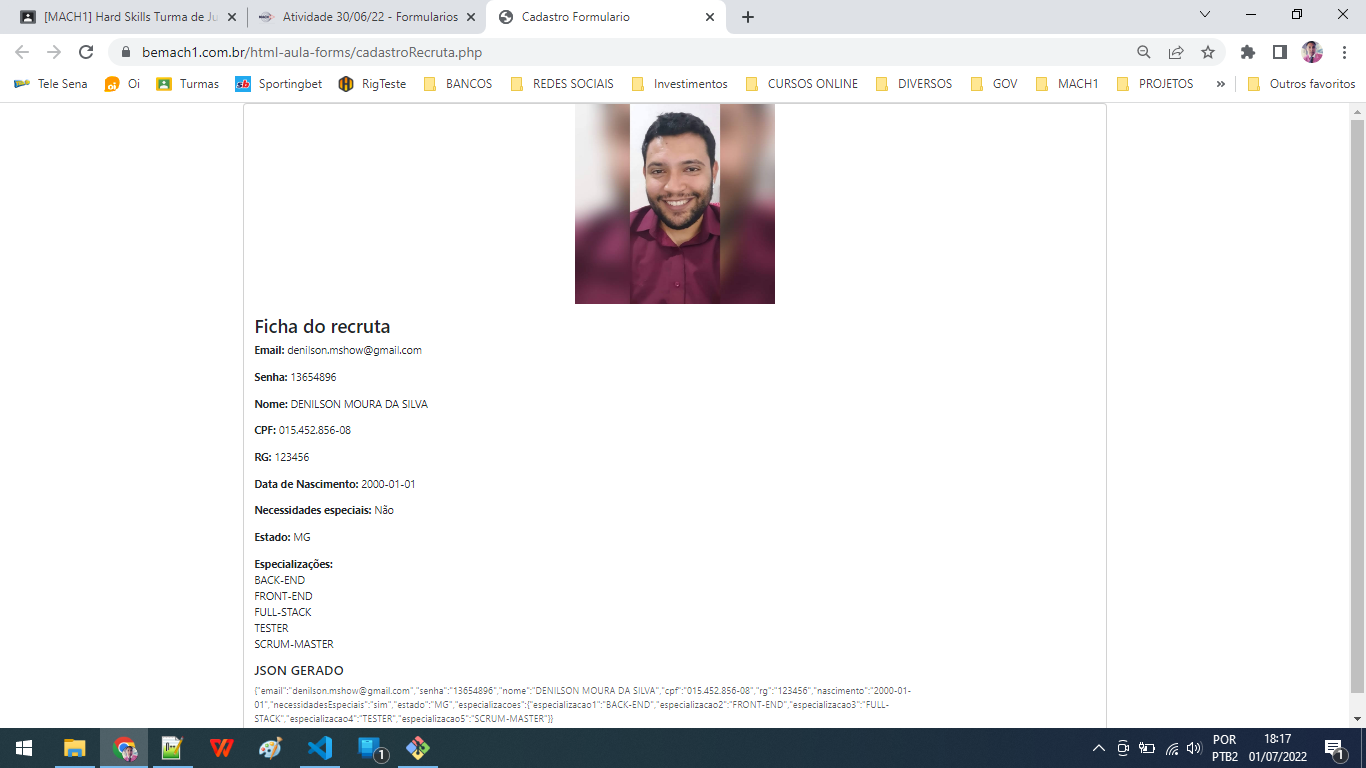 [MACH1] Hard Skills Turma de Ju
Atividade 30/06/22 - Formularios
Cadastro Formulario
bemach1.com.br/html-aula-forms/cadastroRecruta.php
Tele Sena
Oi
Turmas
Sportingbet
RigTeste
BANCOS
REDES SOCIAIS
Investimentos
CURSOS ONLINE
DIVERSOS
GOV
MACH1
PROJETOS
»
Outros favoritos
Ficha do recruta
Email: denilson.mshow@gmail.com
Senha: 13654896
Nome: DENILSON MOURA DA SILVA
CPF: 015.452.856-08
RG: 123456
Data de Nascimento: 2000-01-01
Necessidades especiais: Não
Estado: MG
Especializações:
BACK-END
FRONT-END
FULL-STACK
TESTER
SCRUM-MASTER
JSON GERADO
{"email":"denilson.mshow@gmail.com","senha":"13654896","nome":"DENILSON MOURA DA SILVA","cpf":"015.452.856-08","rg":"123456","nascimento":"2000-01-
01","necessidadesEspeciais":"sim","estado":"MG","especializacoes":{"especializacao1":"BACK-END","especializacao2":"FRONT-END","especializacao3":"FULL-
STACK","especializacao4":"TESTER","especializacao5":"SCRUM-MASTER"}}
1
POR
PTB2
18:17
01/07/2022
1